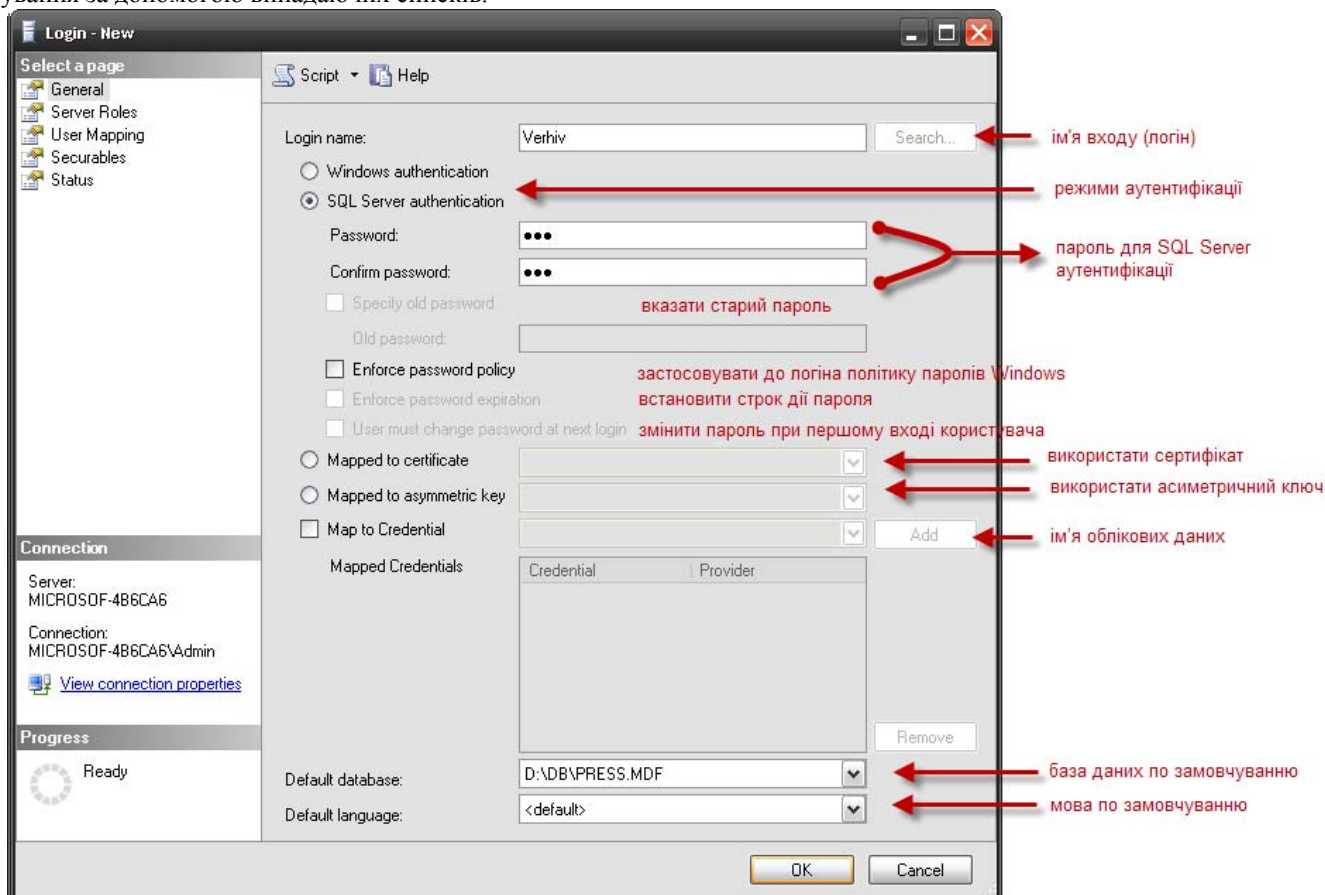 ування за допомогою випадаючих списків.
Login - New
Select a page
General
Server Roles
User Mapping
Securables
Status
Script Help
Login name: Verhiv Search... ім'я входу (логін)
Windows authentication
SQL Server authentication режими аутентифікації
Password: пароль для SQL Server
аутентифікації
Confirm password:
Specify old password вказати старий пароль
Old password:
Enforce password policy застосовувати до логіна політику паролів Windows
Enforce password expiration встановити строк дії пароля
User must change password at next login змінити пароль при першому вході користувача
Mapped to certificate використати сертифікат
Mapped to asymmetric key використати асиметричний ключ
Map to Credential Add ім'я облікових даних
Mapped Credentials Credential Provider
Remove
Default database: D:\DB\PRESS.MDF база даних по замовчуванню
Default language: <default> мова по замовчуванню
Connection
Server:
MICROSOF-4B6CA6
Connection:
MICROSOF-4B6CA6\Admin
View connection properties
Progress
Ready
OK Cancel